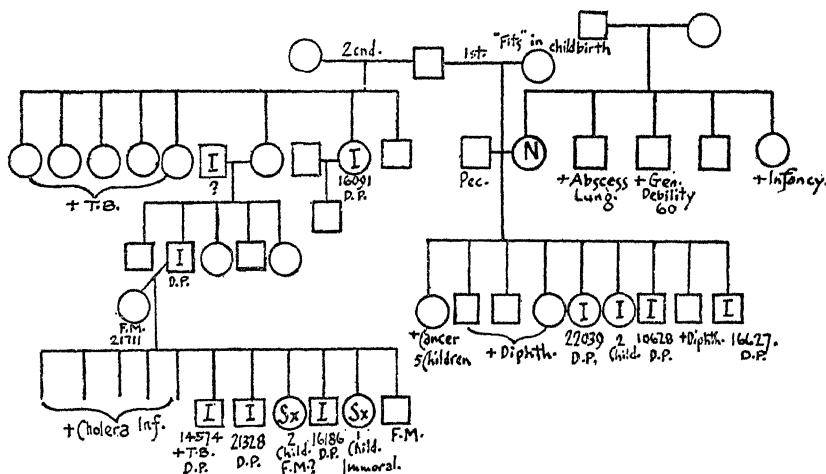 "Fits" in
2cnd.
1st.
childbirth
I
I
N
?
16091
D.P.
Pec.
+ Abscess
Lung.
+ Gen.
Debility
60
+ Infancy.
+ T.B.
I
D.P.
F.M.
21711
I
I
I
I
+ Cancer
5 Children
+ Diphth.
22039
D.P.
2
Child.
10628
D.P.
+ Diphth.
16627.
D.P.
+ Cholera Inf.
I
I
Sx
I
Sx
14574
+ T.B.
D.P.
21328
D.P.
2
Child.
F.M.?
16186
D.P.
1
Child.
Immoral.
F.M.